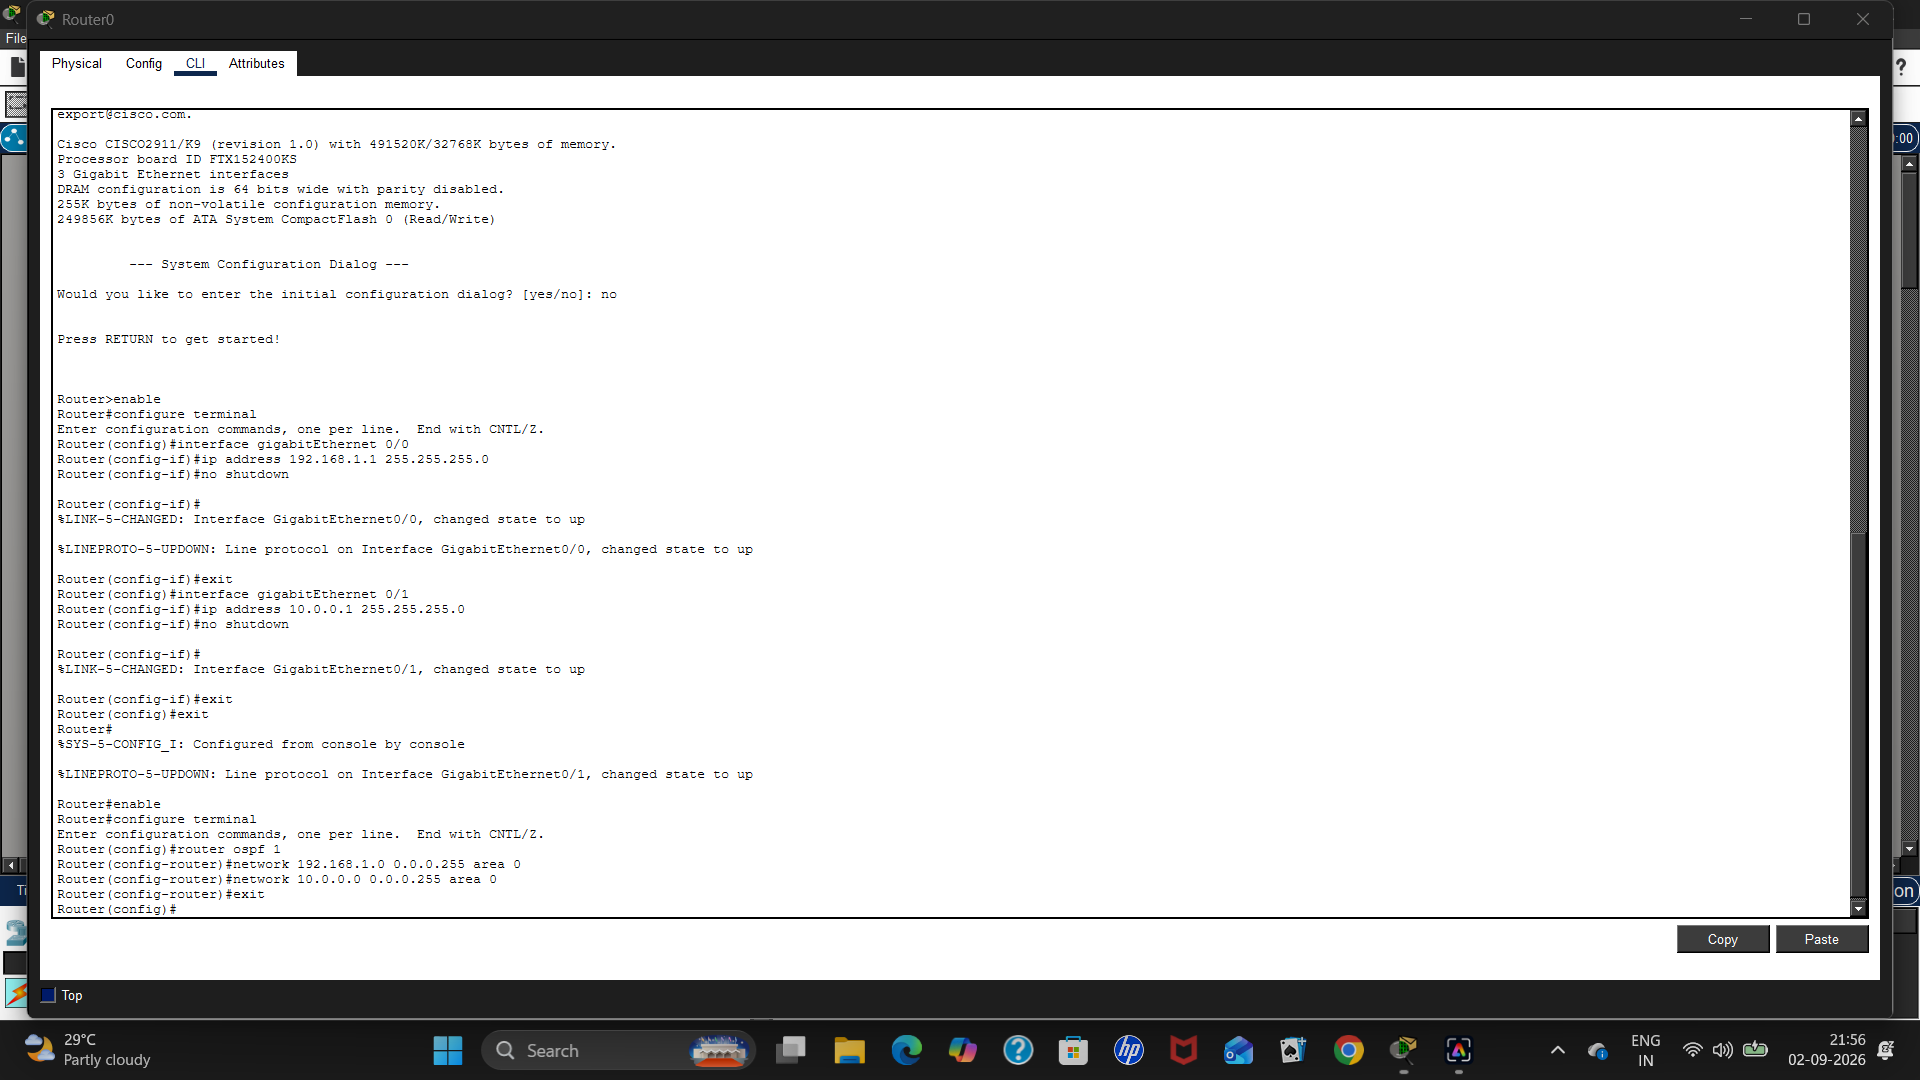 Router0
File
Physical Config CLI Attributes
?
export@cisco.com.
Cisco CISCO2911/K9 (revision 1.0) with 491520K/32768K bytes of memory.
Processor board ID FTX152400KS
3 Gigabit Ethernet interfaces
DRAM configuration is 64 bits wide with parity disabled.
255K bytes of non-volatile configuration memory.
249856K bytes of ATA System CompactFlash 0 (Read/Write)
--- System Configuration Dialog ---
Would you like to enter the initial configuration dialog? [yes/no]: no
Press RETURN to get started!
Router>enable
Router#configure terminal
Enter configuration commands, one per line.  End with CNTL/Z.
Router(config)#interface gigabitEthernet 0/0
Router(config-if)#ip address 192.168.1.1 255.255.255.0
Router(config-if)#no shutdown
Router(config-if)#
%LINK-5-CHANGED: Interface GigabitEthernet0/0, changed state to up
%LINEPROTO-5-UPDOWN: Line protocol on Interface GigabitEthernet0/0, changed state to up
Router(config-if)#exit
Router(config)#interface gigabitEthernet 0/1
Router(config-if)#ip address 10.0.0.1 255.255.255.0
Router(config-if)#no shutdown
Router(config-if)#
%LINK-5-CHANGED: Interface GigabitEthernet0/1, changed state to up
Router(config-if)#exit
Router(config)#exit
Router#
%SYS-5-CONFIG_I: Configured from console by console
%LINEPROTO-5-UPDOWN: Line protocol on Interface GigabitEthernet0/1, changed state to up
Router#enable
Router#configure terminal
Enter configuration commands, one per line.  End with CNTL/Z.
Router(config)#router ospf 1
Router(config-router)#network 192.168.1.0 0.0.0.255 area 0
Router(config-router)#network 10.0.0.0 0.0.0.255 area 0
Router(config-router)#exit
Router(config)#
Copy Paste
Top
29°C
Partly cloudy
Search
hp
ENG
IN
21:56
02-09-2026